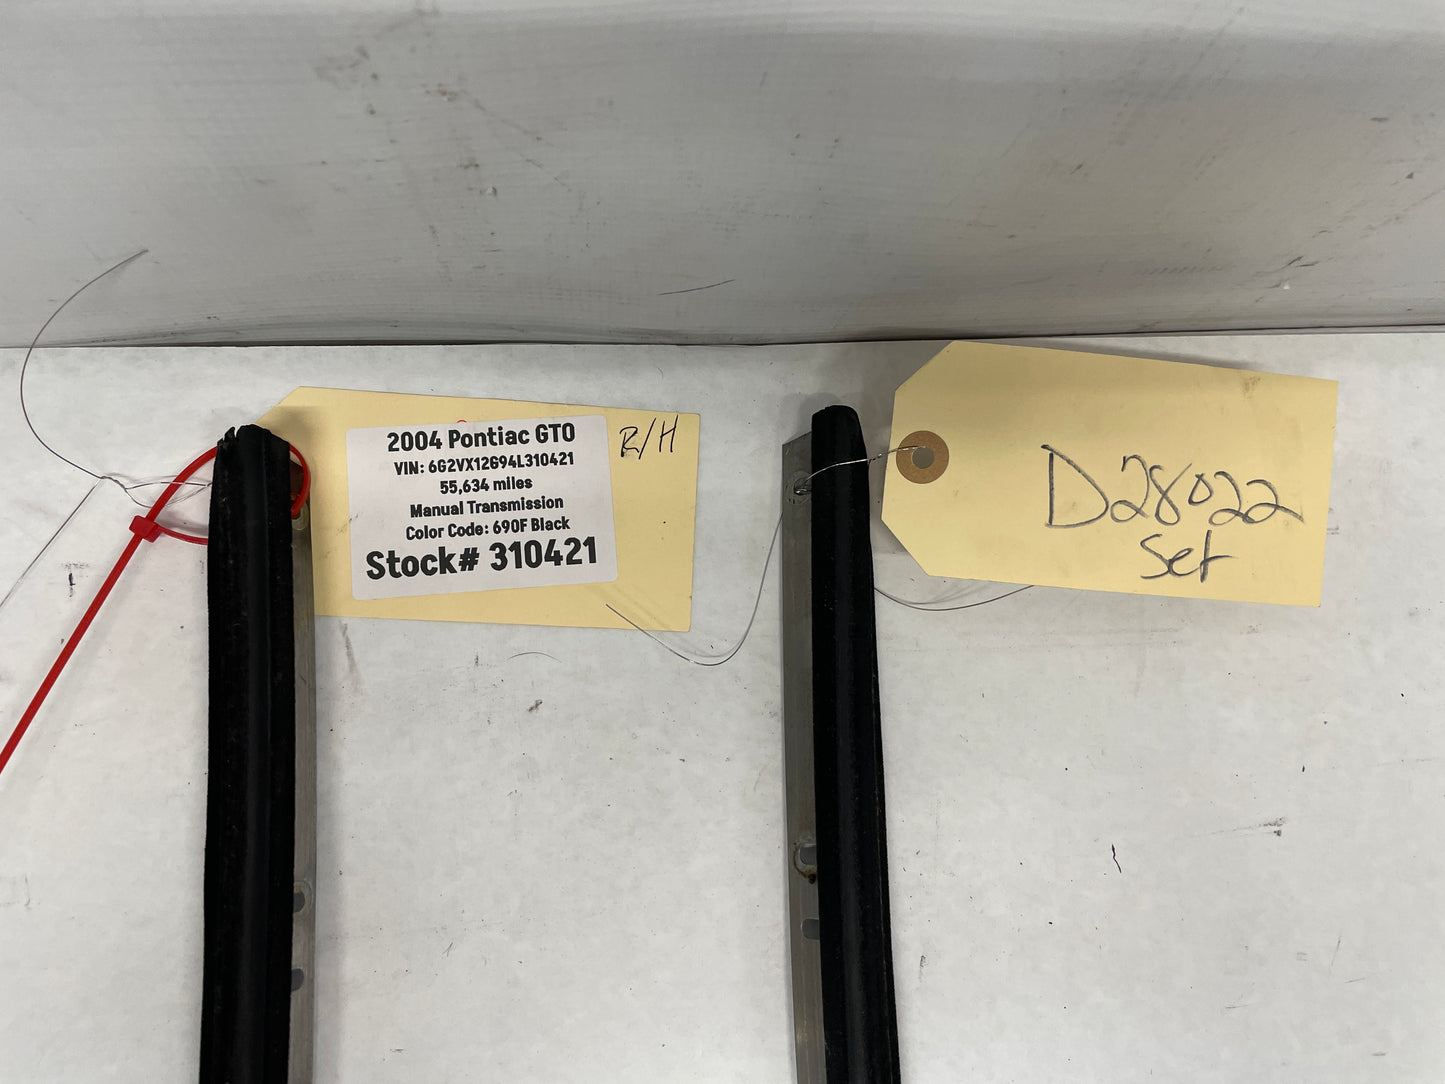 2004 Pontiac GTO
VIN: 6G2VX12G94L310421
55,634 miles
Manual Transmission
Color Code: 690F Black
Stock# 310421
R/H
D28022
Set